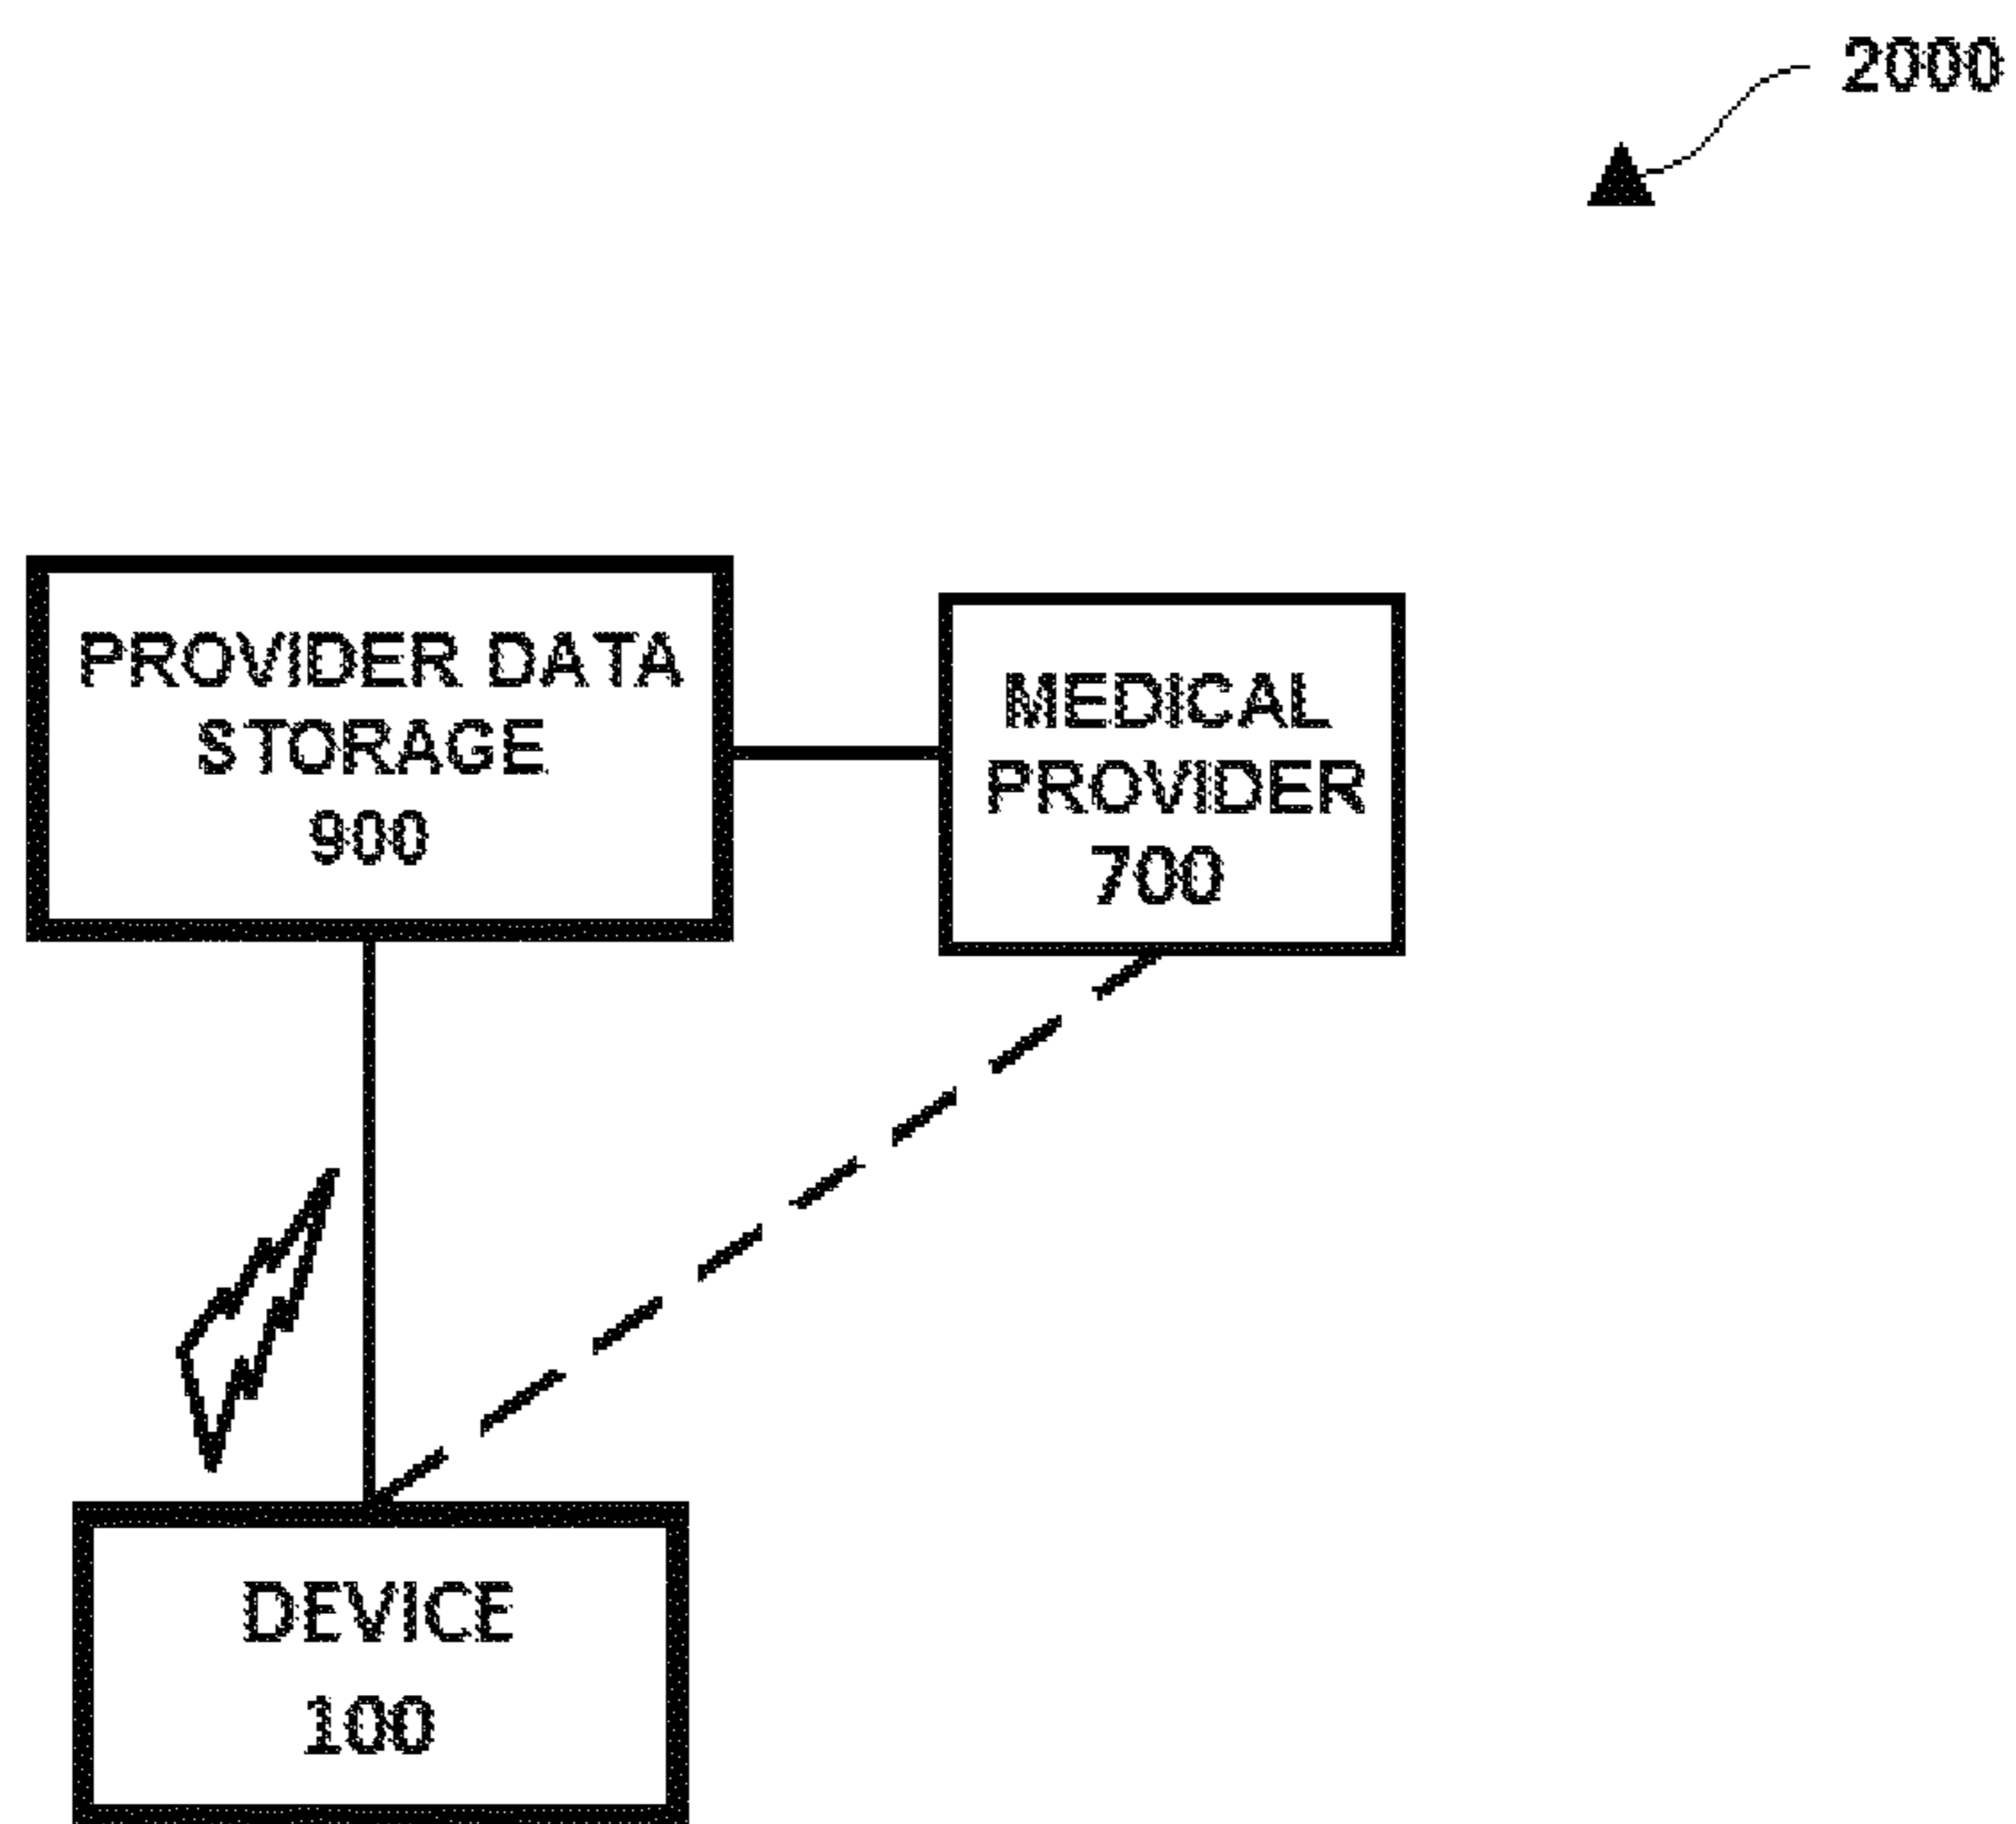 2000
PROVIDER DATA
STORAGE
900
MEDICAL
PROVIDER
700
DEVICE
100